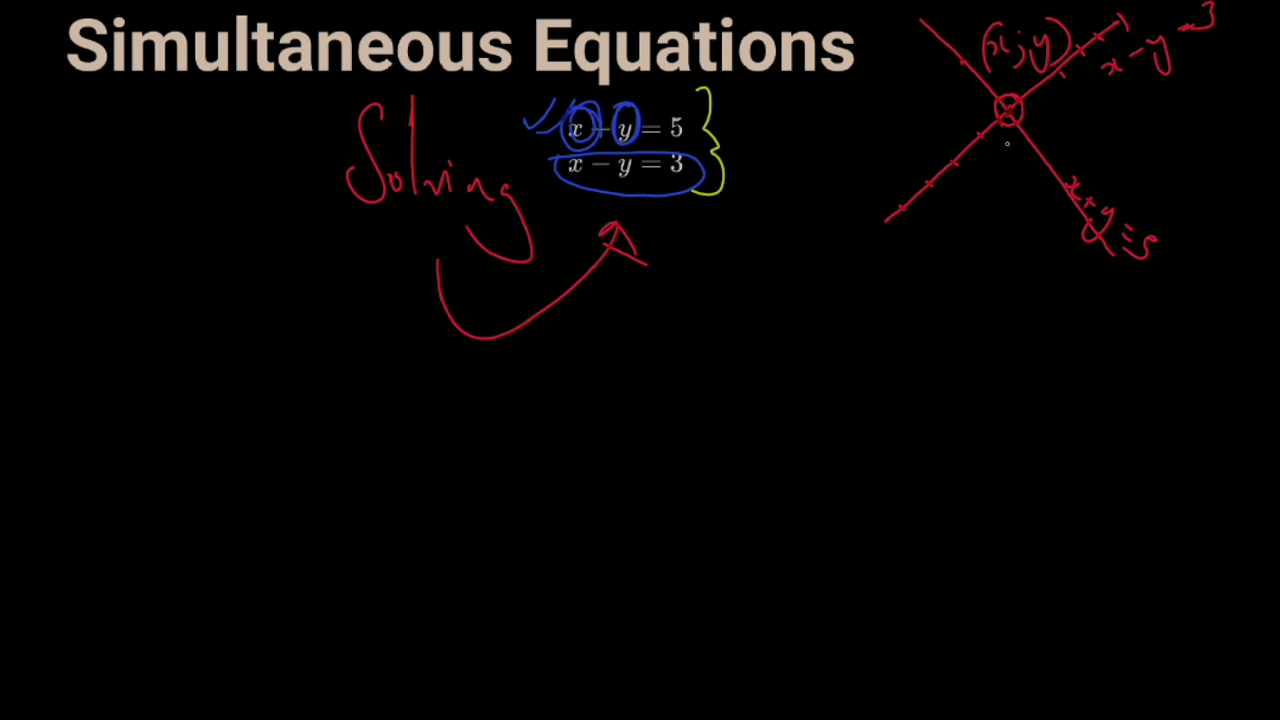 Simultaneous Equations
(x;y)
x - y = 3
x + y = 5
x − y = 3
Solving
x + y = 5